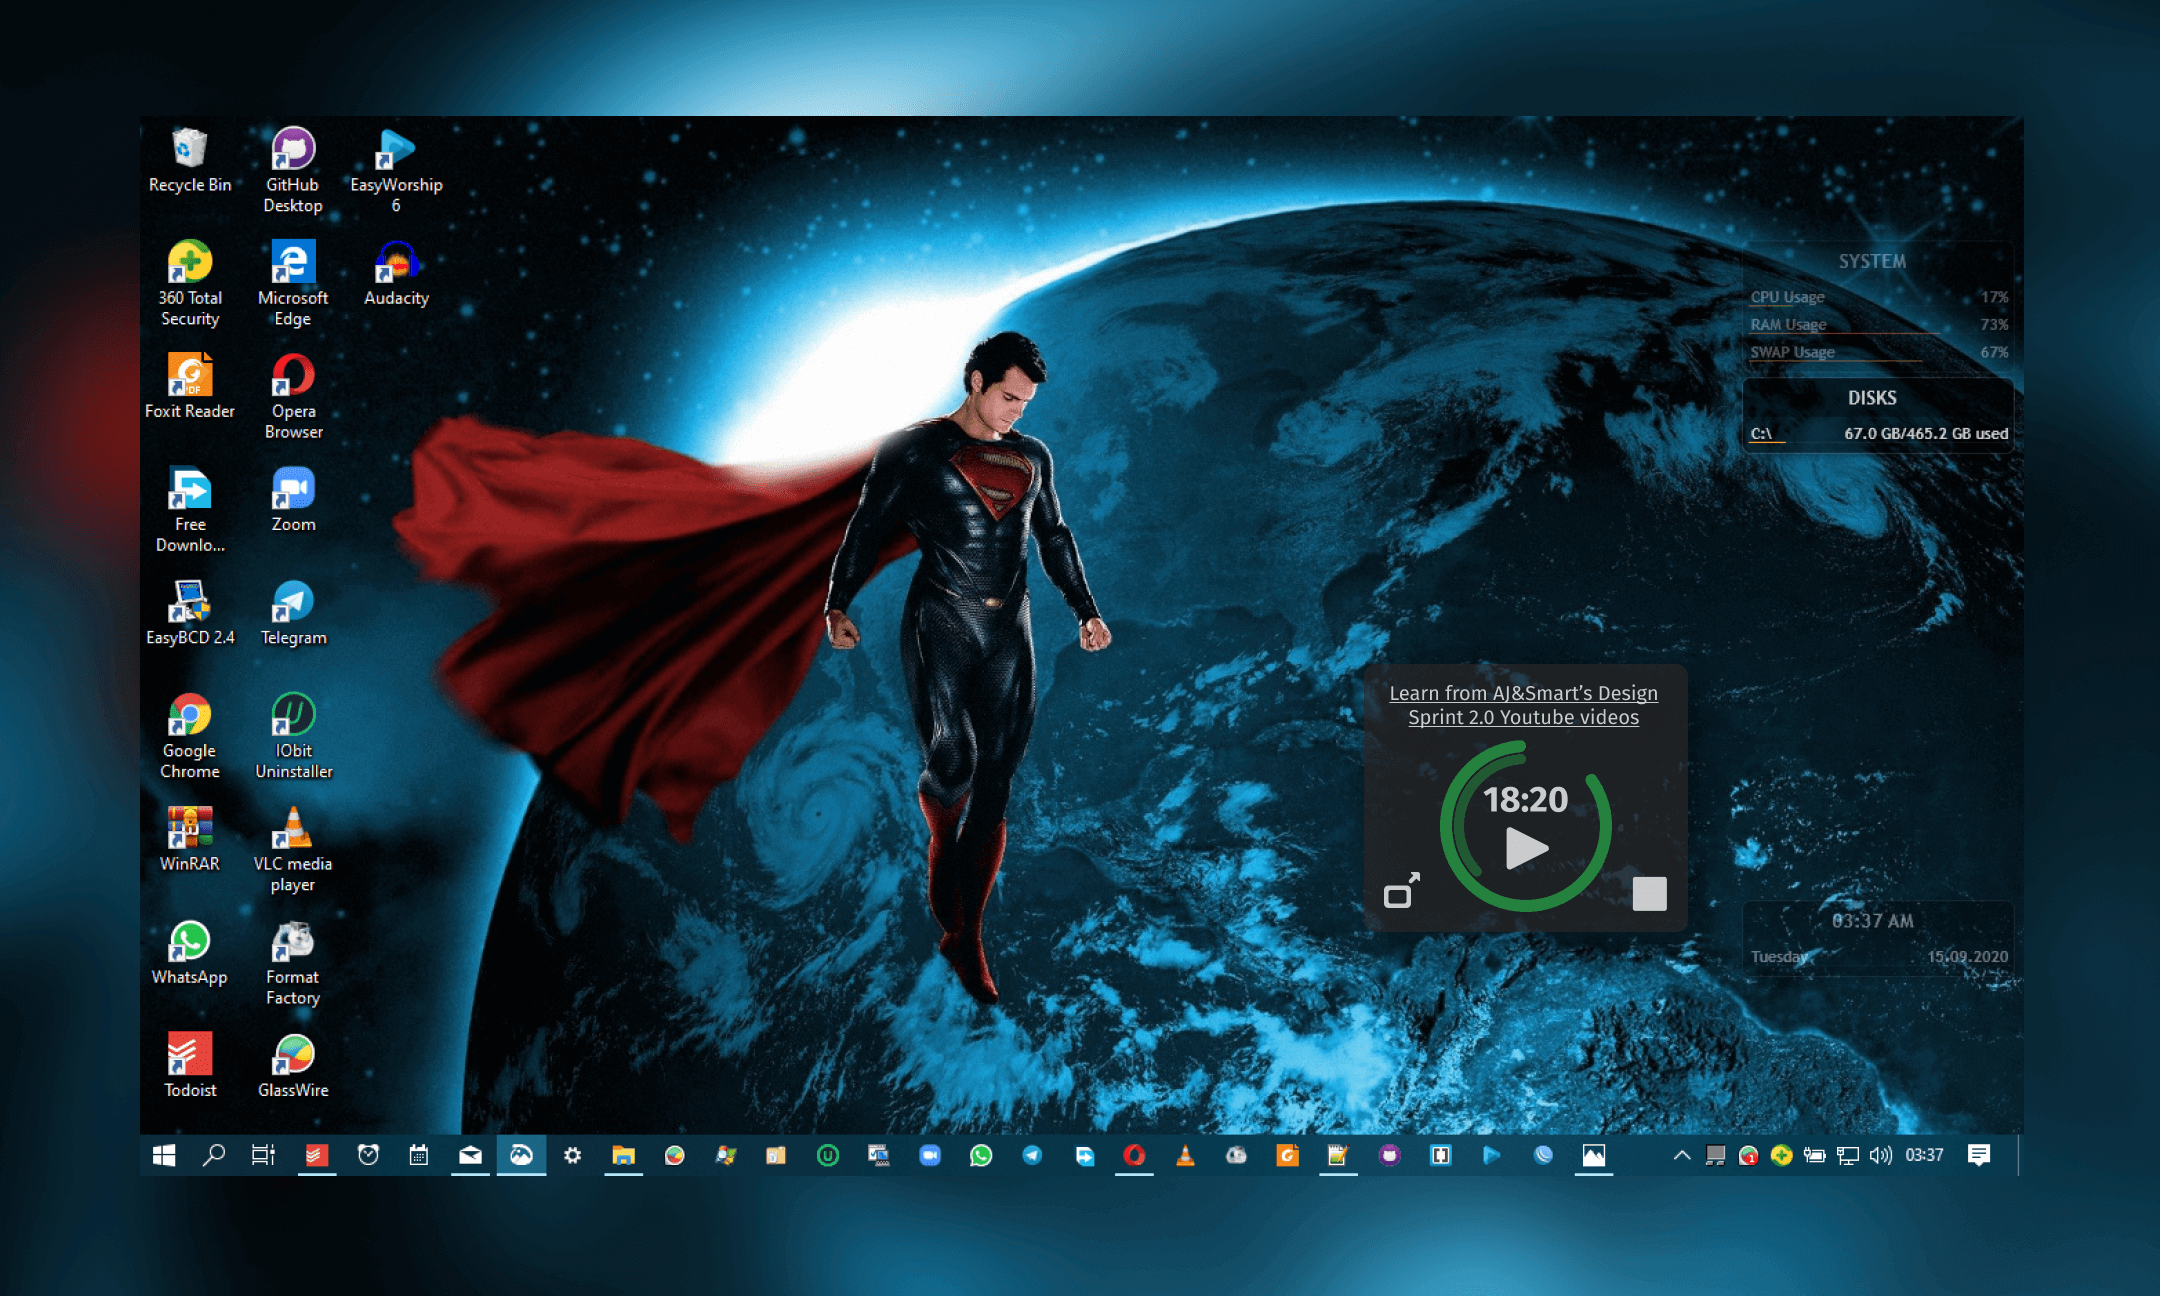 Recycle Bin
GitHub
Desktop
EasyWorship
6
360 Total
Security
Microsoft
Edge
Audacity
PDF
Foxit Reader
Opera
Browser
Free
Downlo...
Zoom
EasyBCD 2.4
Telegram
Google
Chrome
IObit
Uninstaller
WinRAR
VLC media
player
WhatsApp
Format
Factory
Todoist
GlassWire
SYSTEM
CPU Usage 17%
RAM Usage 73%
SWAP Usage 67%
DISKS
C:\ 67.0 GB/465.2 GB used
Learn from AJ&Smart’s Design
Sprint 2.0 Youtube videos
18:20
03:37 AM
Tuesday 15.09.2020
03:37